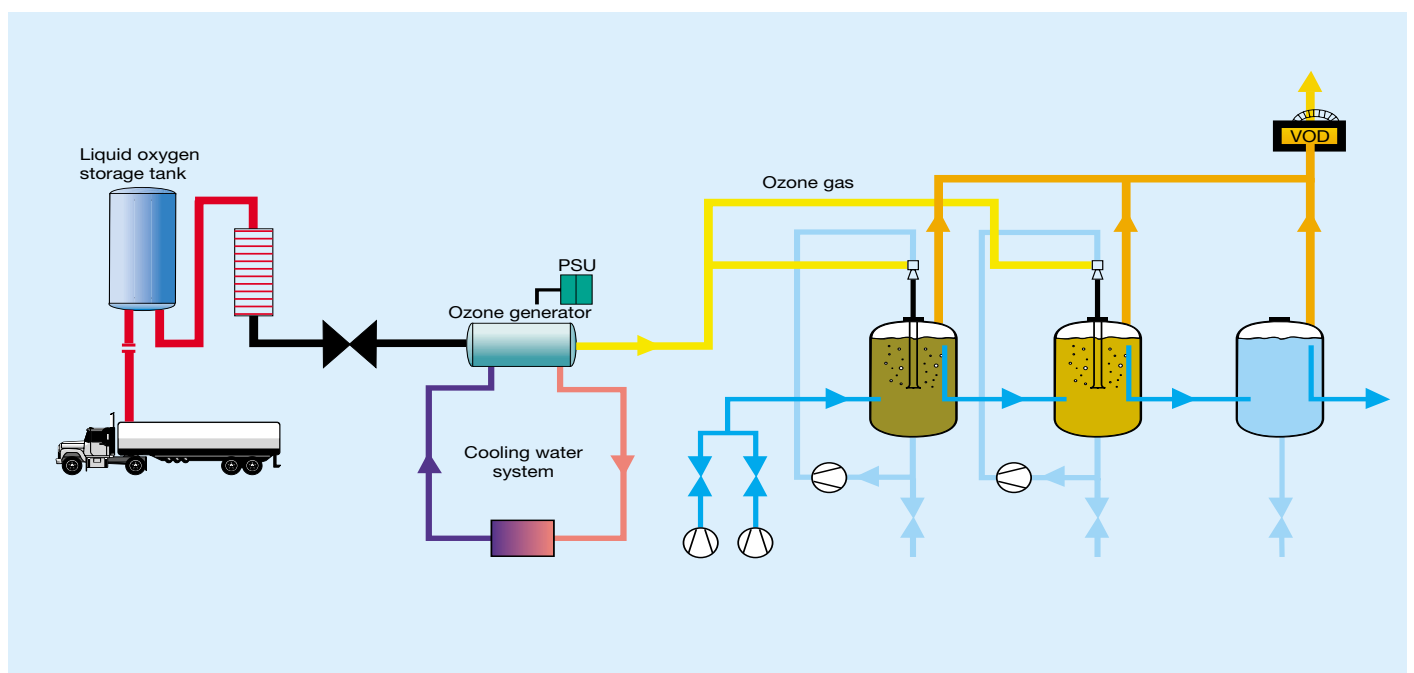 Liquid oxygen
storage tank
PSU
Ozone generator
Cooling water
system
Ozone gas
VOD